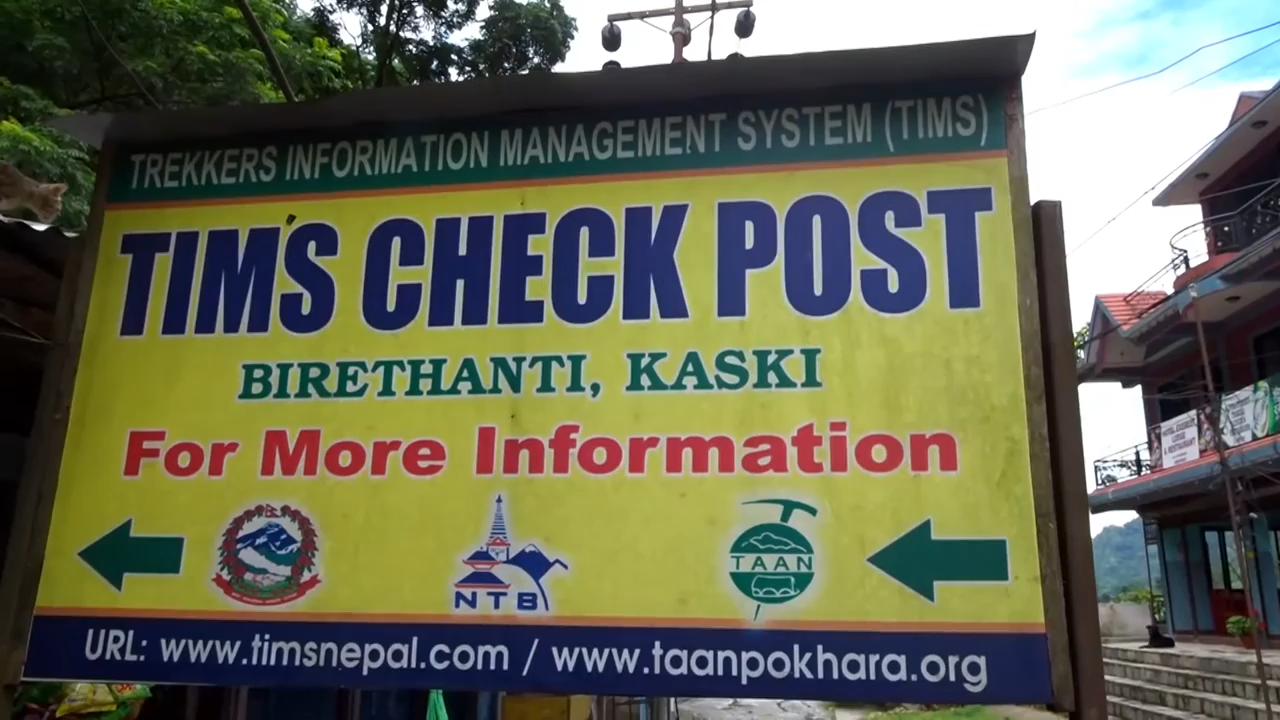 TREKKERS INFORMATION MANAGEMENT SYSTEM (TIMS)
TIMS CHECK POST
BIRETHANTI, KASKI
For More Information
NTB
TAAN
URL: www.timsnepal.com / www.taanpokhara.org